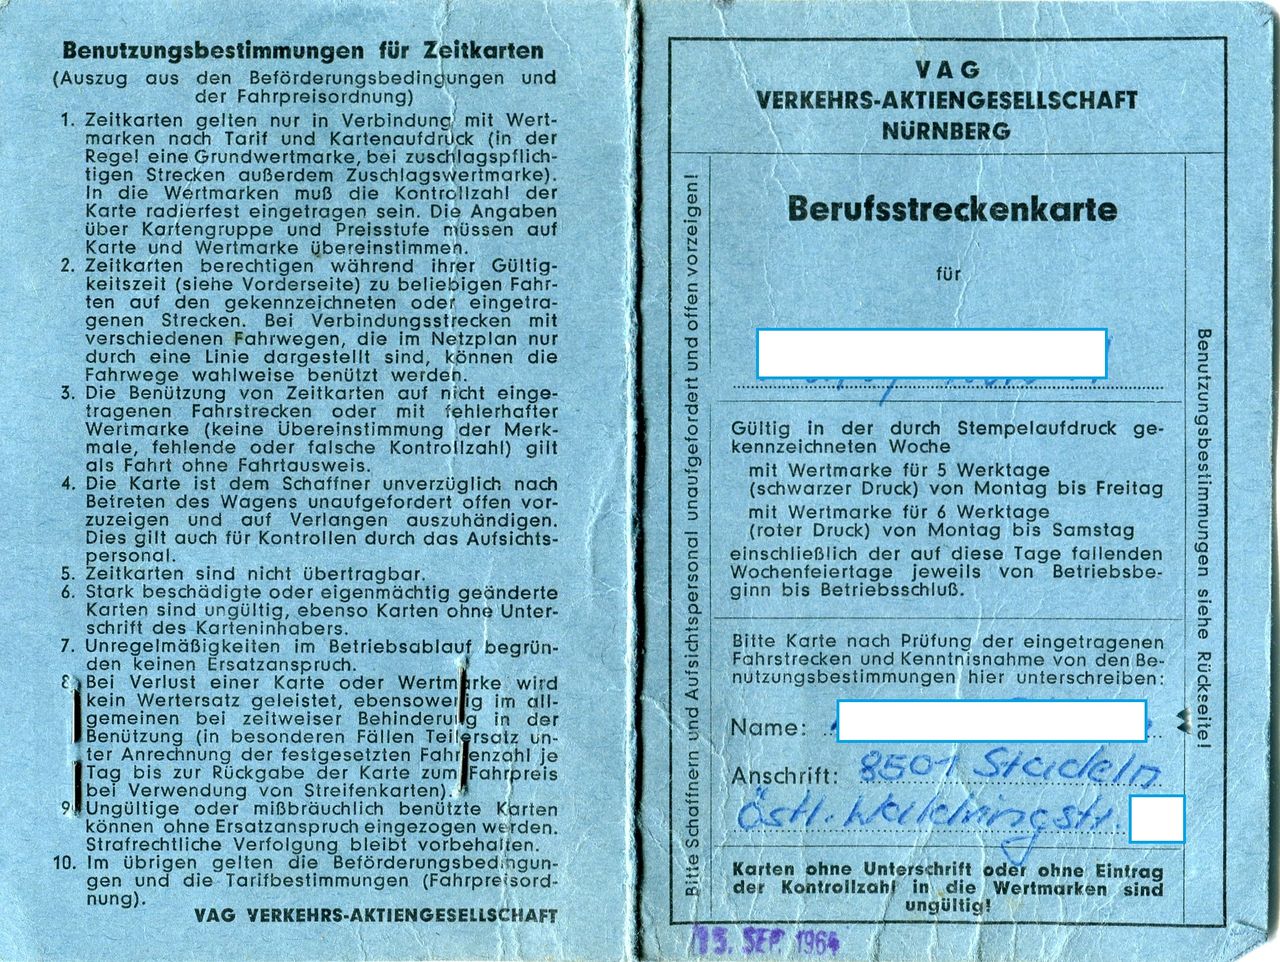 Benutzungsbestimmungen für Zeitkarten
(Auszug aus den Beförderungsbedingungen und
der Fahrpreisordnung)
1. Zeitkarten gelten nur in Verbindung mit Wert-
marken nach Tarif und Kartenaufdruck (in der
Regel eine Grundwertmarke, bei zuschlagspflich-
tigen Strecken außerdem Zuschlagswertmarke).
In die Wertmarken muß die Kontrollzahl der
Karte radierfest eingetragen sein. Die Angaben
über Kartengruppe und Preisstufe müssen auf
Karte und Wertmarke übereinstimmen.
2. Zeitkarten berechtigen während ihrer Gültig-
keitszeit (siehe Vorderseite) zu beliebigen Fahr-
ten auf den gekennzeichneten oder eingetra-
genen Strecken. Bei Verbindungsstrecken mit
verschiedenen Fahrwegen, die im Netzplan nur
durch eine Linie dargestellt sind, können die
Fahrwege wahlweise benützt werden.
3. Die Benützung von Zeitkarten auf nicht einge-
tragenen Fahrstrecken oder mit fehlerhafter
Wertmarke (keine Übereinstimmung der Merk-
male, fehlende oder falsche Kontrollzahl) gilt
als Fahrt ohne Fahrtausweis.
4. Die Karte ist dem Schaffner unverzüglich nach
Betreten des Wagens unaufgefordert offen vor-
zuzeigen und auf Verlangen auszuhändigen.
Dies gilt auch für Kontrollen durch das Aufsichts-
personal.
5. Zeitkarten sind nicht übertragbar.
6. Stark beschädigte oder eigenmächtig geänderte
Karten sind ungültig, ebenso Karten ohne Unter-
schrift des Karteninhabers.
7. Unregelmäßigkeiten im Betriebsablauf begrün-
den keinen Ersatzanspruch.
8. Bei Verlust einer Karte oder Wertmarke wird
kein Wertersatz geleistet, ebensowenig im all-
gemeinen bei zeitweiser Behinderung in der
Benützung (in besonderen Fällen Teilersatz un-
ter Anrechnung der festgesetzten Fahrtenzahl je
Tag bis zur Rückgabe der Karte zum Fahrpreis
bei Verwendung von Streifenkarten).
9. Ungültige oder mißbräuchlich benützte Karten
können ohne Ersatzanspruch eingezogen werden.
Strafrechtliche Verfolgung bleibt vorbehalten.
10. Im übrigen gelten die Beförderungsbedingun-
gen und die Tarifbestimmungen (Fahrpreisord-
nung).
VAG VERKEHRS-AKTIENGESELLSCHAFT
VAG
VERKEHRS-AKTIENGESELLSCHAFT
NÜRNBERG
Bitte Schaffnern und Aufsichtspersonal unaufgefordert und offen vorzeigen!
Berufsstreckenkarte
für
Gültig in der durch Stempelaufdruck ge-
kennzeichneten Woche
mit Wertmarke für 5 Werktage
(schwarzer Druck) von Montag bis Freitag
mit Wertmarke für 6 Werktage
(roter Druck) von Montag bis Samstag
einschließlich der auf diese Tage fallenden
Wochenfeiertage jeweils von Betriebsbe-
ginn bis Betriebsschluß.
Bitte Karte nach Prüfung der eingetragenen
Fahrstrecken und Kenntnisnahme von den Be-
nutzungsbestimmungen hier unterschreiben:
Name:
Anschrift: 8501 Stadeln
Östl.
Karten ohne Unterschrift oder ohne Eintrag
der Kontrollzahl in die Wertmarken sind
ungültig!
Benutzungsbestimmungen siehe Rückseite!
13. SEP. 1964